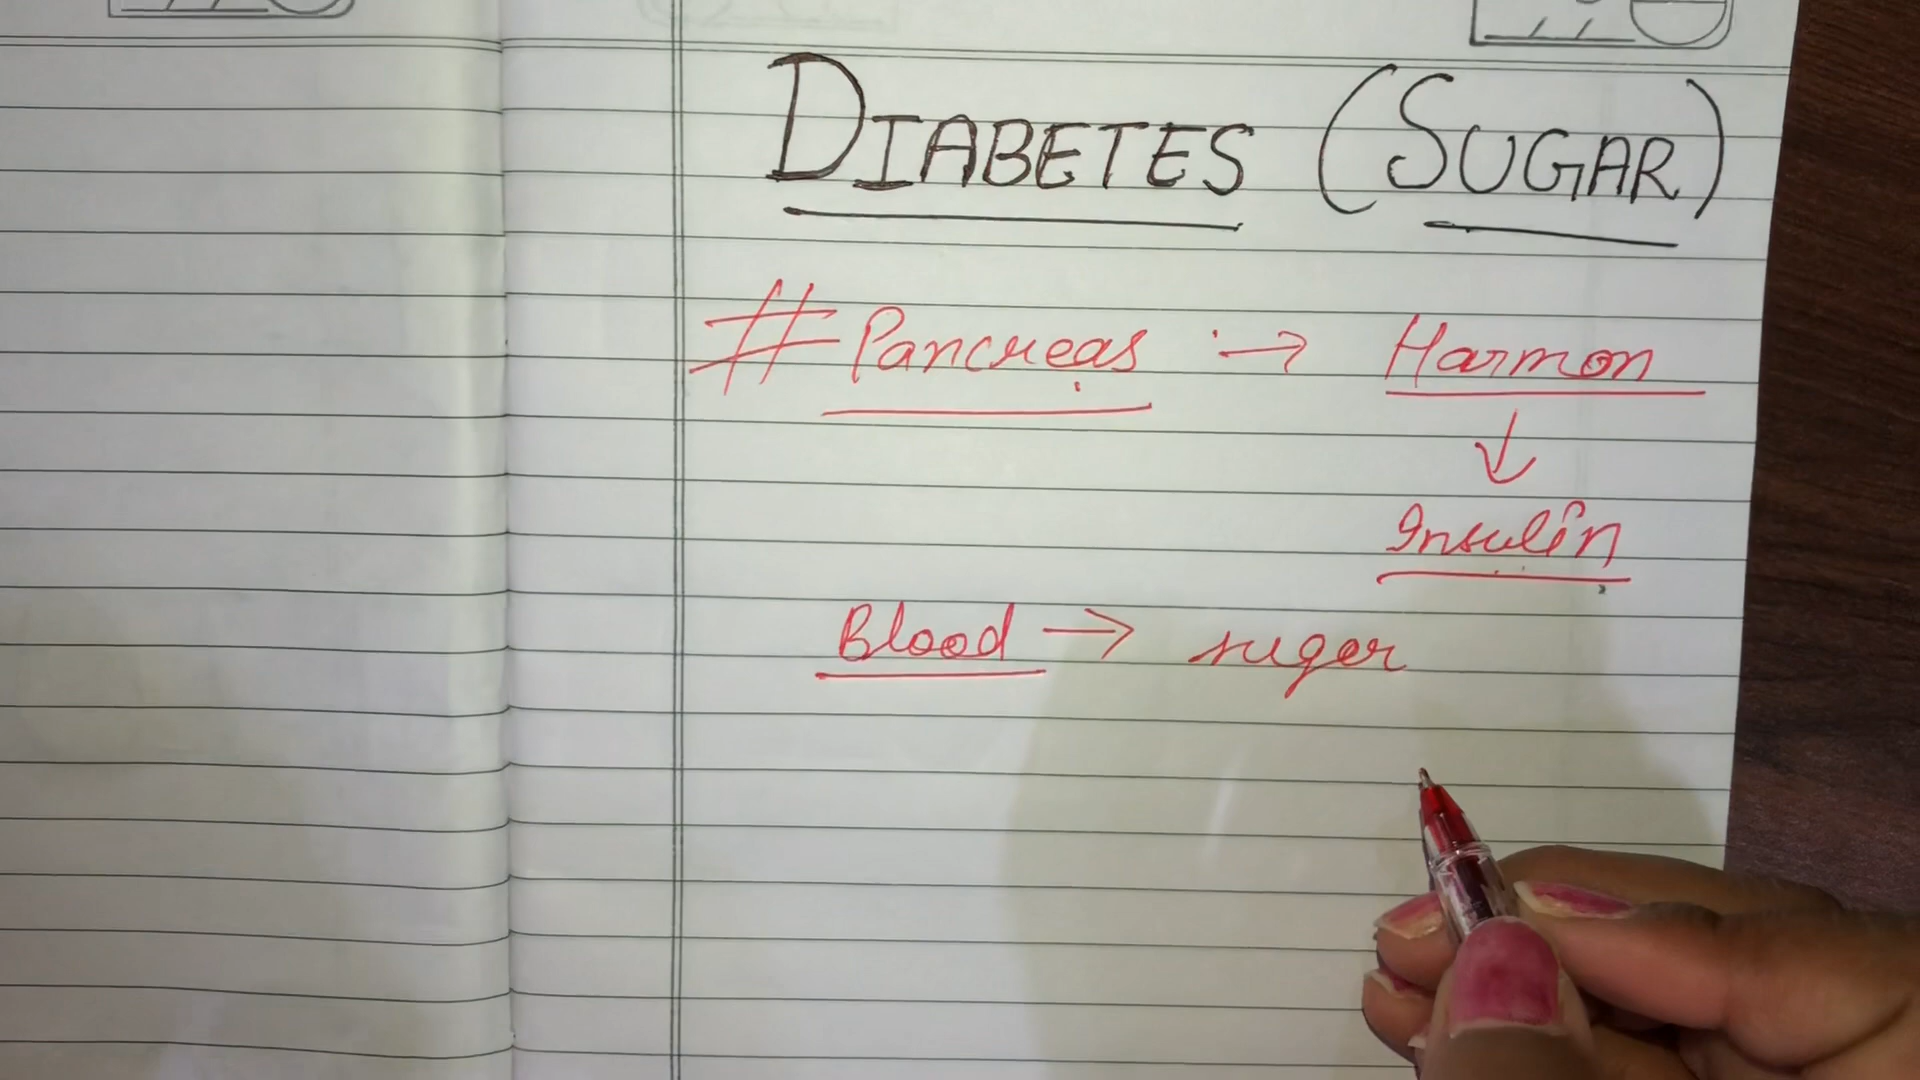 DIABETES (SUGAR)
# Pancreas → Harmon
↓
Insulin
Blood → suger